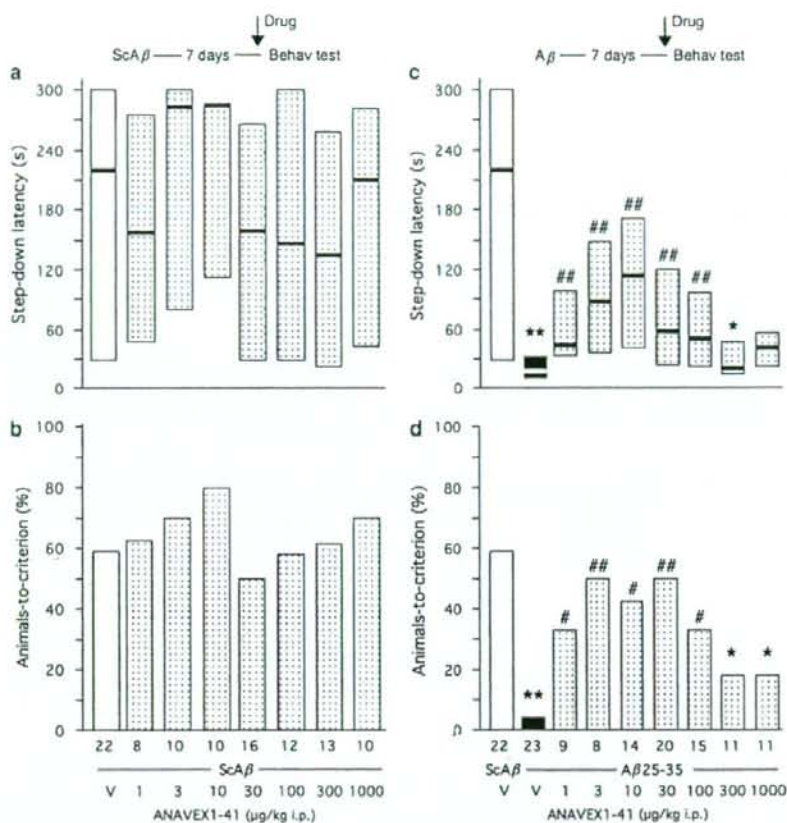 Drug
ScAβ — 7 days — Behav test
a
Step-down latency (s)
300
240
180
120
60
0
b
Animals-to-criterion (%)
100
80
60
40
20
0
22 8 10 10 16 12 13 10
ScAβ
V 1 3 10 30 100 300 1000
ANAVEX1-41 (µg/kg i.p.)
Drug
Aβ — 7 days — Behav test
c
Step-down latency (s)
300
240
180
120
60
0
** ## ## ## ## ## *
d
Animals-to-criterion (%)
100
80
60
40
20
0
** # ## # ## # * *
22 23 9 8 14 20 15 11 11
ScAβ Aβ25-35
V V 1 3 10 30 100 300 1000
ANAVEX1-41 (µg/kg i.p.)